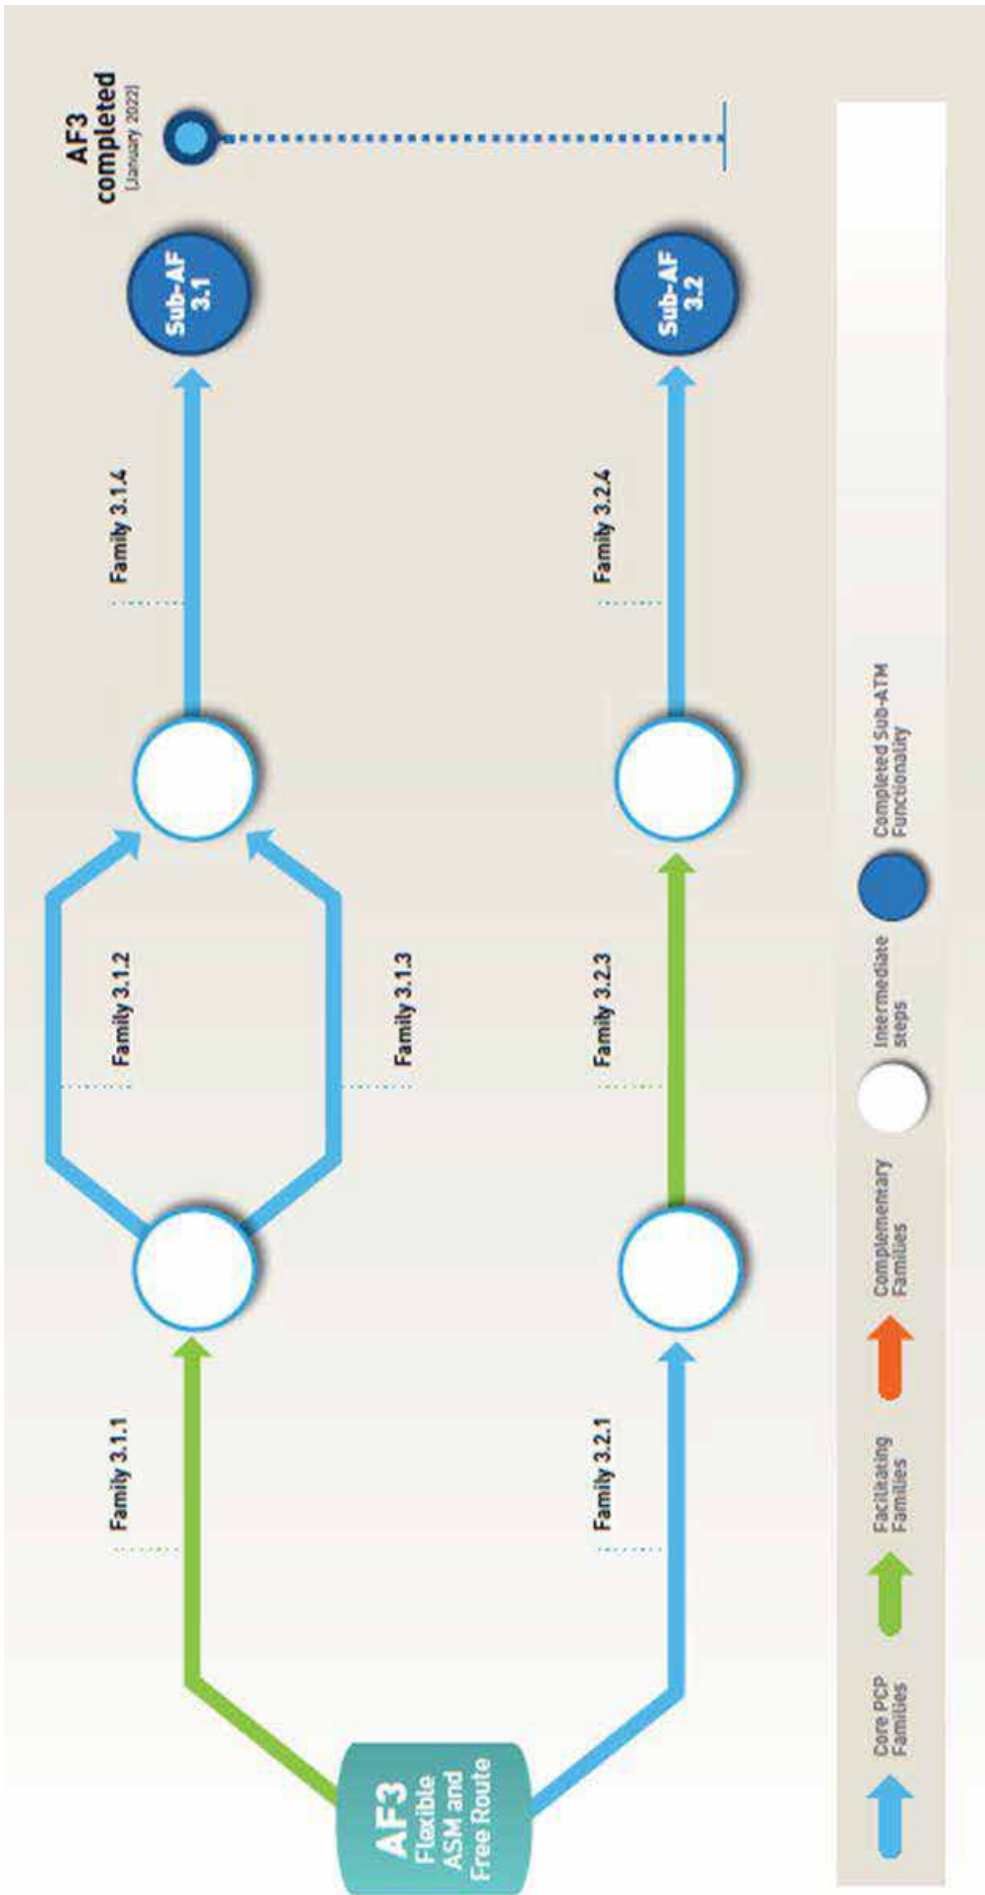 AF3
completed
(January 2022)
Sub-AF
3.1
Sub-AF
3.2
Family 3.1.4
Family 3.2.4
Family 3.1.2
Family 3.1.3
Family 3.2.3
Family 3.1.1
Family 3.2.1
AF3
Flexible
ASM and
Free Route
Core PCP
Families
Facilitating
Families
Complementary
Families
Intermediate
steps
Completed Sub-ATM
Functionality